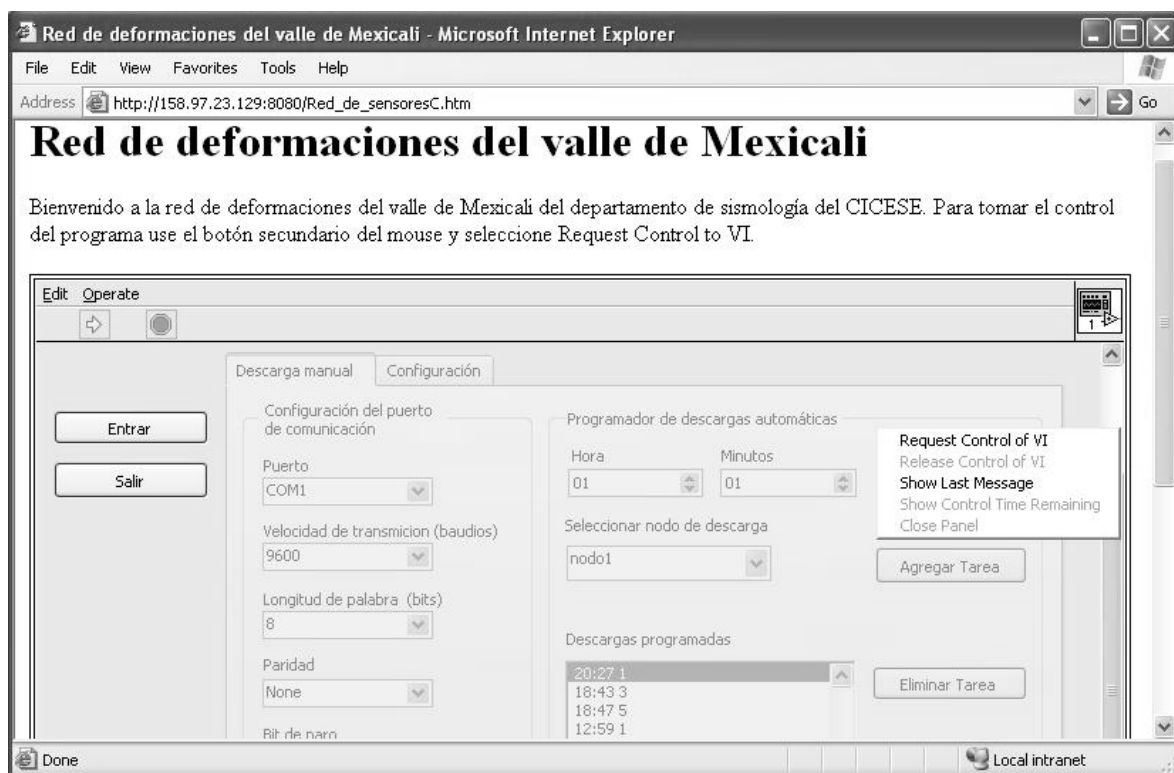 Red de deformaciones del valle de Mexicali - Microsoft Internet Explorer
File Edit View Favorites Tools Help
Address http://158.97.23.129:8080/Red_de_sensoresC.htm Go
Red de deformaciones del valle de Mexicali
Bienvenido a la red de deformaciones del valle de Mexicali del departamento de sismología del CICESE. Para tomar el control
del programa use el botón secundario del mouse y seleccione Request Control to VI.
Edit Operate
1
Descarga manual Configuración
Entrar
Salir
Configuración del puerto
de comunicación
Puerto
COM1
Velocidad de transmicion (baudios)
9600
Longitud de palabra (bits)
8
Paridad
None
Bit de paro
Programador de descargas automáticas
Hora Minutos
01 01
Seleccionar nodo de descarga
nodo1
Agregar Tarea
Descargas programadas
20:27 1
18:43 3
18:47 5
12:59 1
Eliminar Tarea
Request Control of VI
Release Control of VI
Show Last Message
Show Control Time Remaining
Close Panel
Done Local intranet